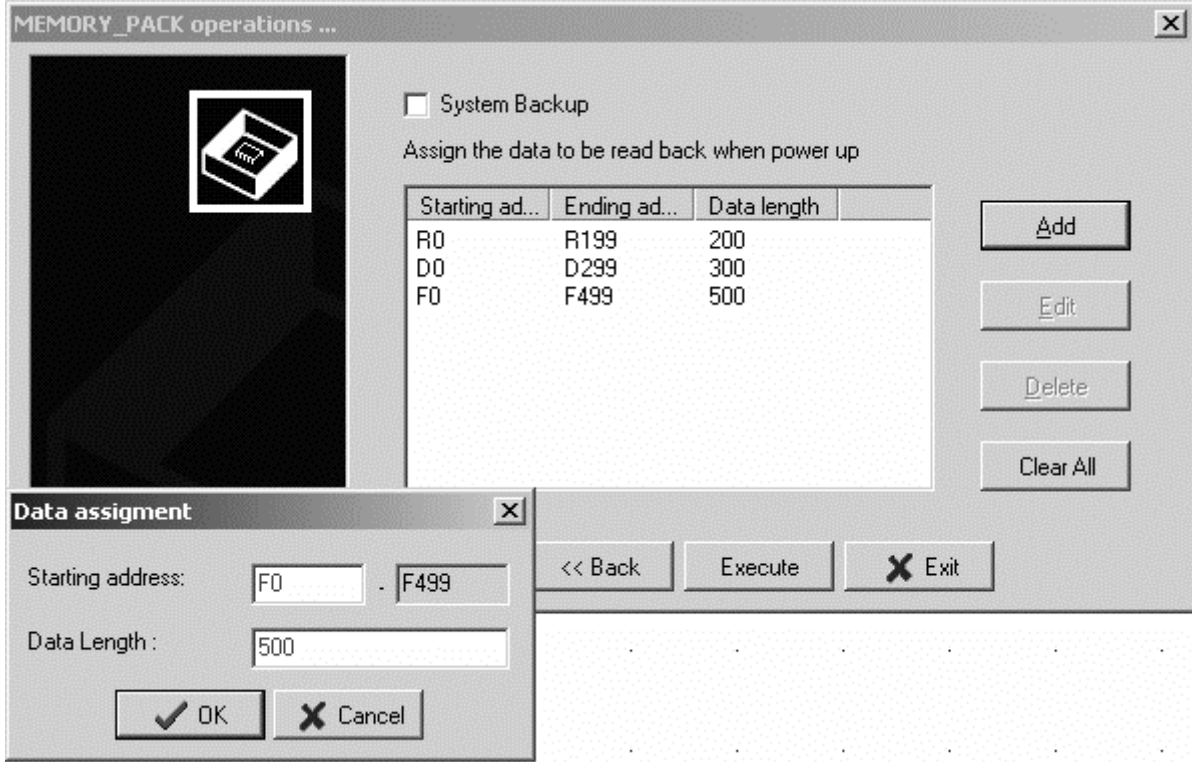 MEMORY_PACK operations ...
System Backup
Assign the data to be read back when power up
Starting ad... Ending ad... Data length
R0 R199 200
D0 D299 300
F0 F499 500
Add
Edit
Delete
Clear All
<< Back Execute Exit
Data assigment
Starting address: F0 . F499
Data Length : 500
OK Cancel